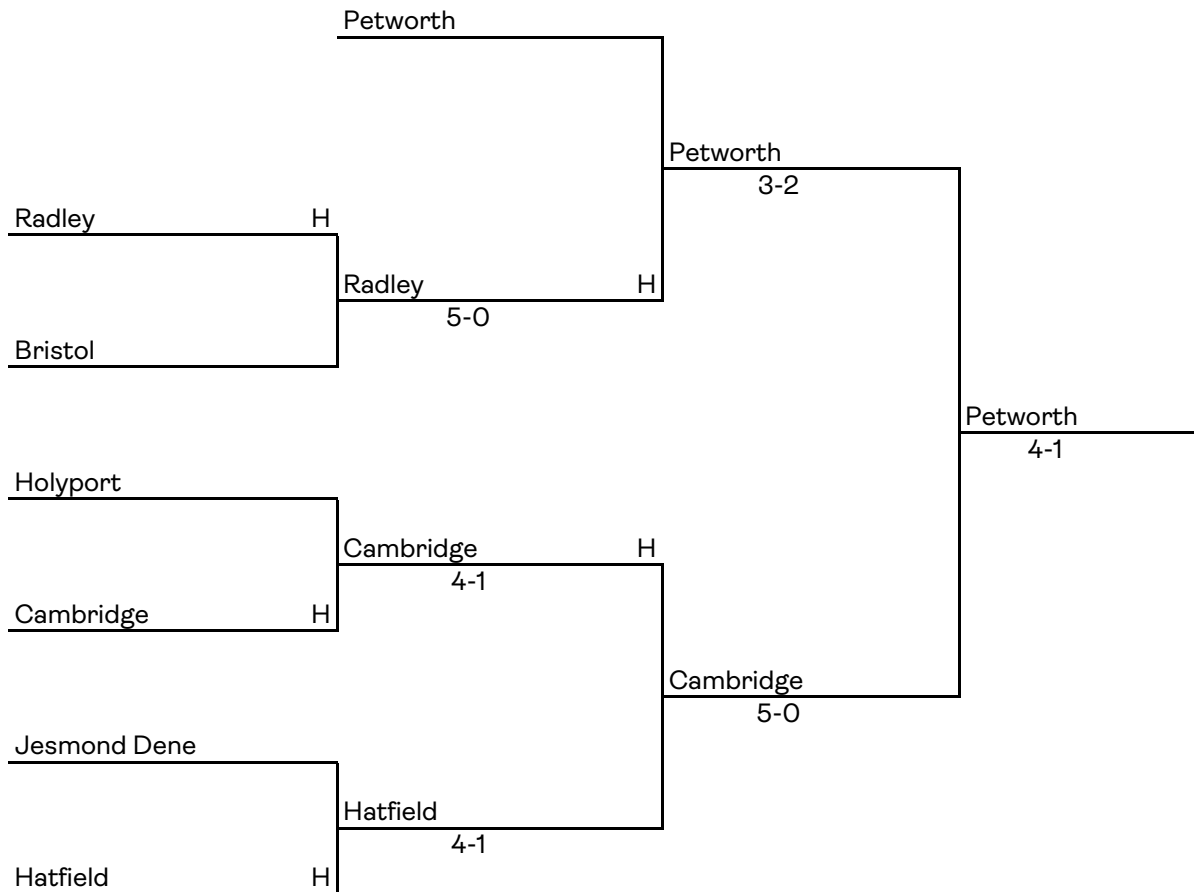 Petworth
Petworth
3-2
Radley H
Radley H
5-0
Bristol
Petworth
4-1
Holyport
Cambridge H
4-1
Cambridge H
Cambridge
5-0
Jesmond Dene
Hatfield
4-1
Hatfield H